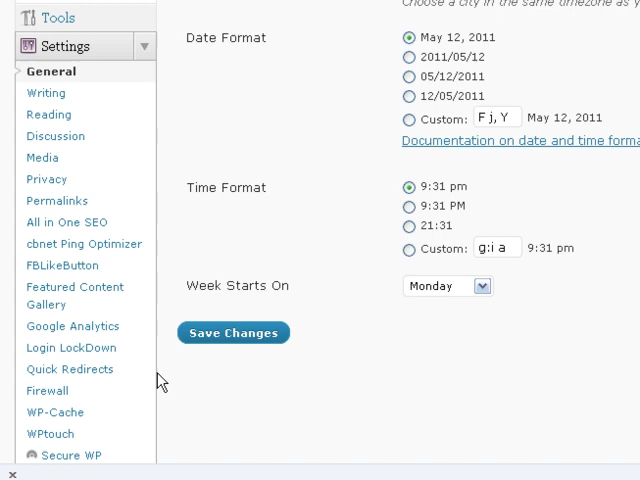 Choose a city in the same timezone as
Tools
Settings
General
Writing
Reading
Discussion
Media
Privacy
Permalinks
All in One SEO
cbnet Ping Optimizer
FBLikeButton
Featured Content
Gallery
Google Analytics
Login LockDown
Quick Redirects
Firewall
WP-Cache
WPtouch
Secure WP
Date Format
May 12, 2011
2011/05/12
05/12/2011
12/05/2011
Custom: F j, Y May 12, 2011
Documentation on date and time forma
Time Format
9:31 pm
9:31 PM
21:31
Custom: g:i a 9:31 pm
Week Starts On Monday
Save Changes
x